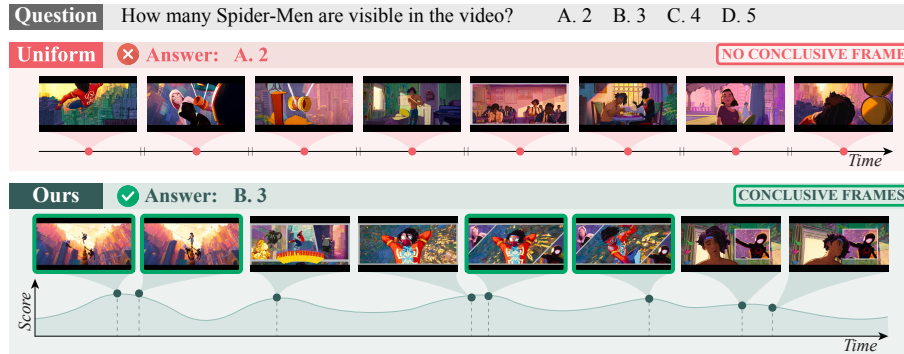 Question How many Spider-Men are visible in the video? A. 2 B. 3 C. 4 D. 5
Uniform Answer: A. 2 NO CONCLUSIVE FRAME
Time
Ours Answer: B. 3 CONCLUSIVE FRAMES
Score
Time